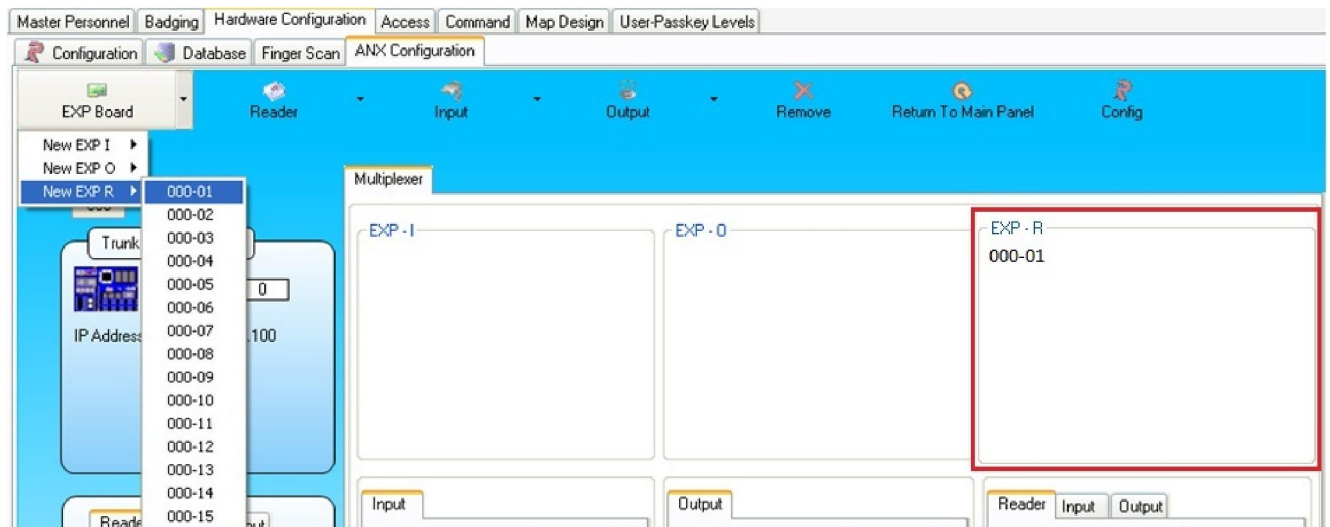 Master Personnel Badging Hardware Configuration Access Command Map Design User-Passkey Levels
Configuration Database Finger Scan ANX Configuration
EXP Board Reader Input Output Remove Return To Main Panel Config
New EXP I
New EXP O
New EXP R
000-01
000-02
000-03
000-04
000-05
000-06
000-07
000-08
000-09
000-10
000-11
000-12
000-13
000-14
000-15
Trunk
0
IP Address .100
Multiplexer
EXP - I
EXP - O
EXP - R
000-01
Input
Output
Reader Input Output